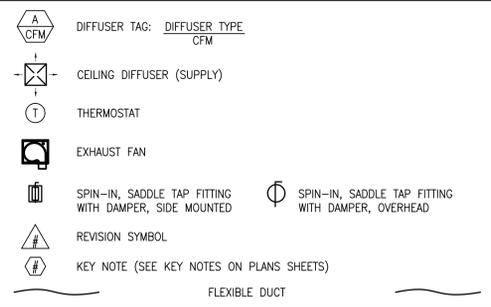 A
CFM
DIFFUSER TAG: DIFFUSER TYPE
CFM
CEILING DIFFUSER (SUPPLY)
T
THERMOSTAT
EXHAUST FAN
SPIN-IN, SADDLE TAP FITTING
WITH DAMPER, SIDE MOUNTED
SPIN-IN, SADDLE TAP FITTING
WITH DAMPER, OVERHEAD
#
REVISION SYMBOL
#
KEY NOTE (SEE KEY NOTES ON PLANS SHEETS)
FLEXIBLE DUCT